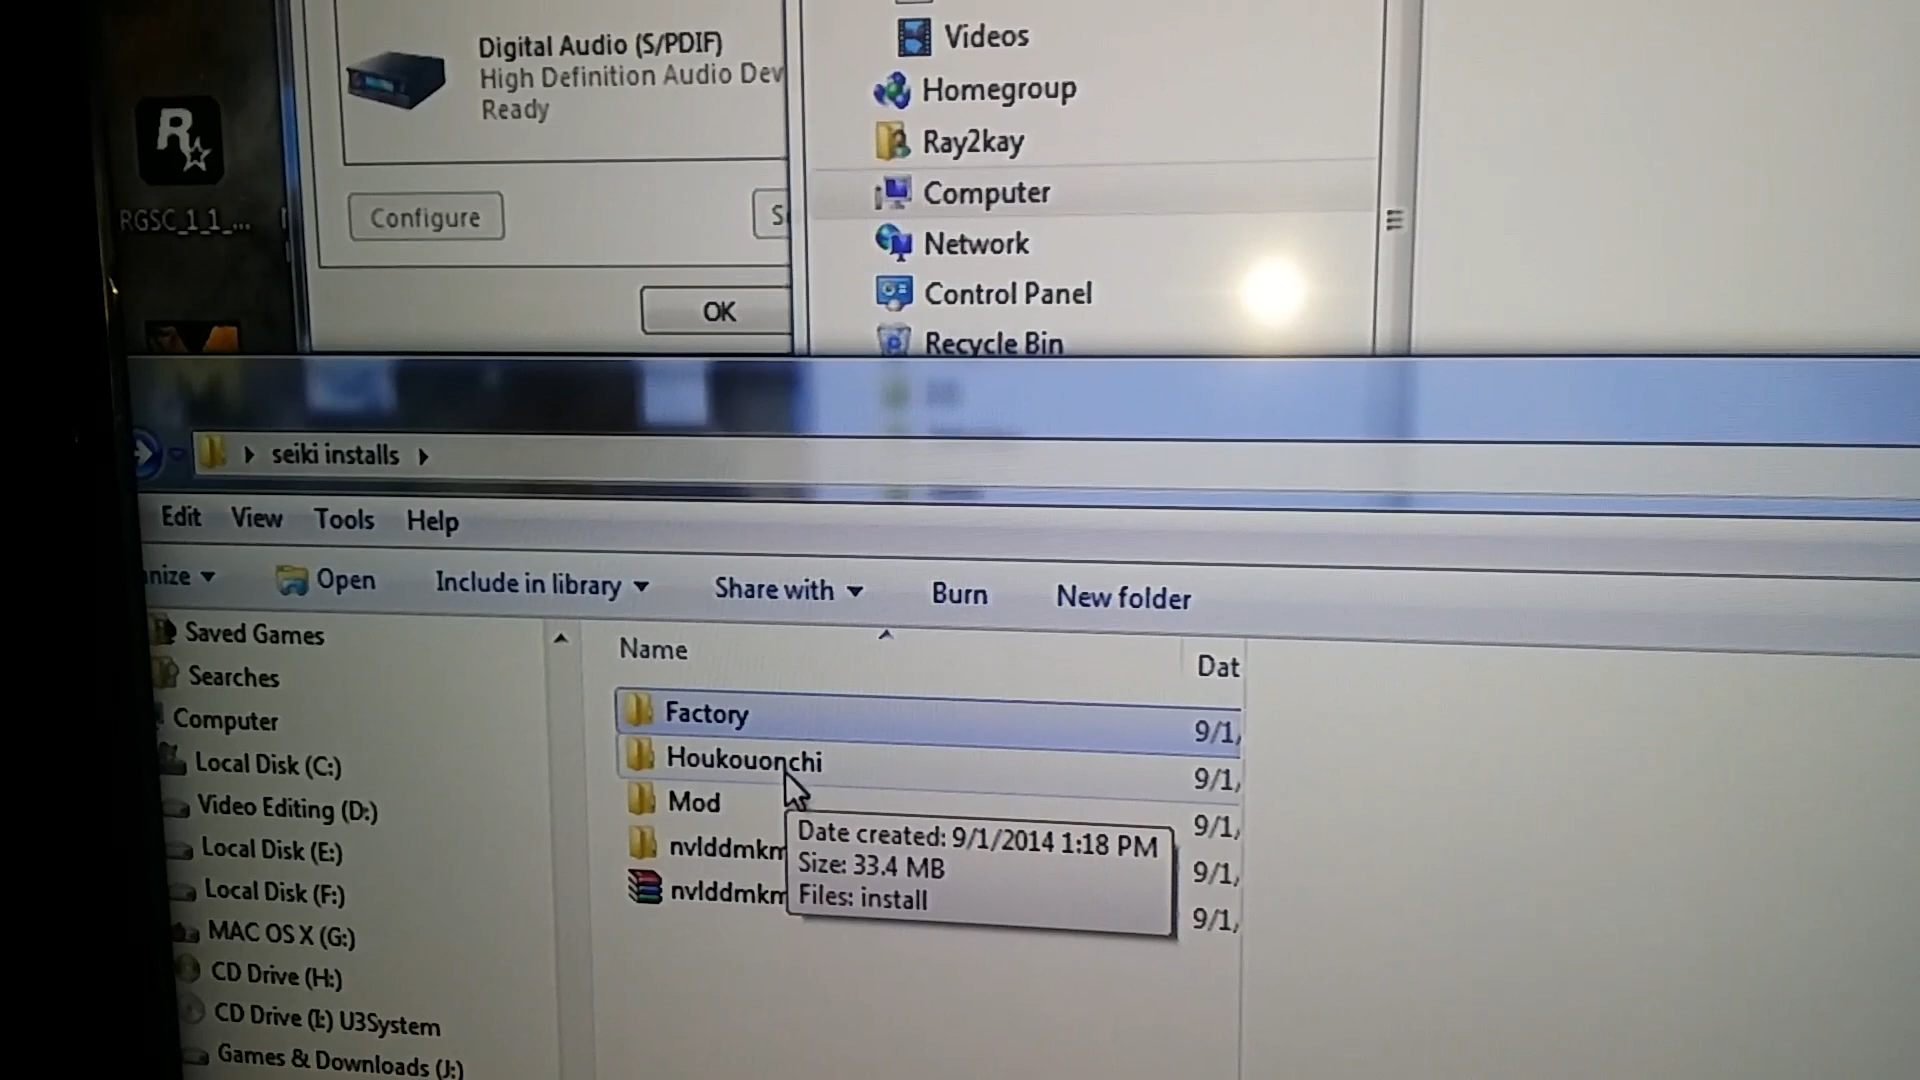 Digital Audio (S/PDIF)
High Definition Audio Dev
Ready
Configure
S
OK
R
RGSC_1_1_...
Videos
Homegroup
Ray2kay
Computer
Network
Control Panel
Recycle Bin
seiki installs
Edit View Tools Help
nize Open Include in library Share with Burn New folder
Saved Games
Searches
Computer
Local Disk (C:)
Video Editing (D:)
Local Disk (E:)
Local Disk (F:)
MAC OS X (G:)
CD Drive (H:)
CD Drive (I:) U3System
Games & Downloads (J:)
Name Dat
Factory 9/1/
Houkouonchi 9/1/
Mod 9/1/
nvlddmkm 9/1/
nvlddmkm 9/1/
Date created: 9/1/2014 1:18 PM
Size: 33.4 MB
Files: install